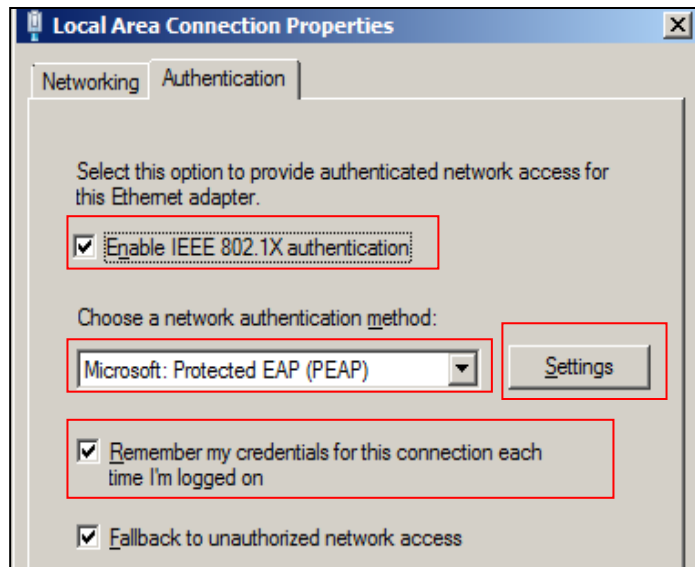 Local Area Connection Properties
Networking
Authentication
Select this option to provide authenticated network access for
this Ethernet adapter.
Enable IEEE 802.1X authentication
Choose a network authentication method:
Microsoft: Protected EAP (PEAP)
Settings
Remember my credentials for this connection each
time I'm logged on
Fallback to unauthorized network access